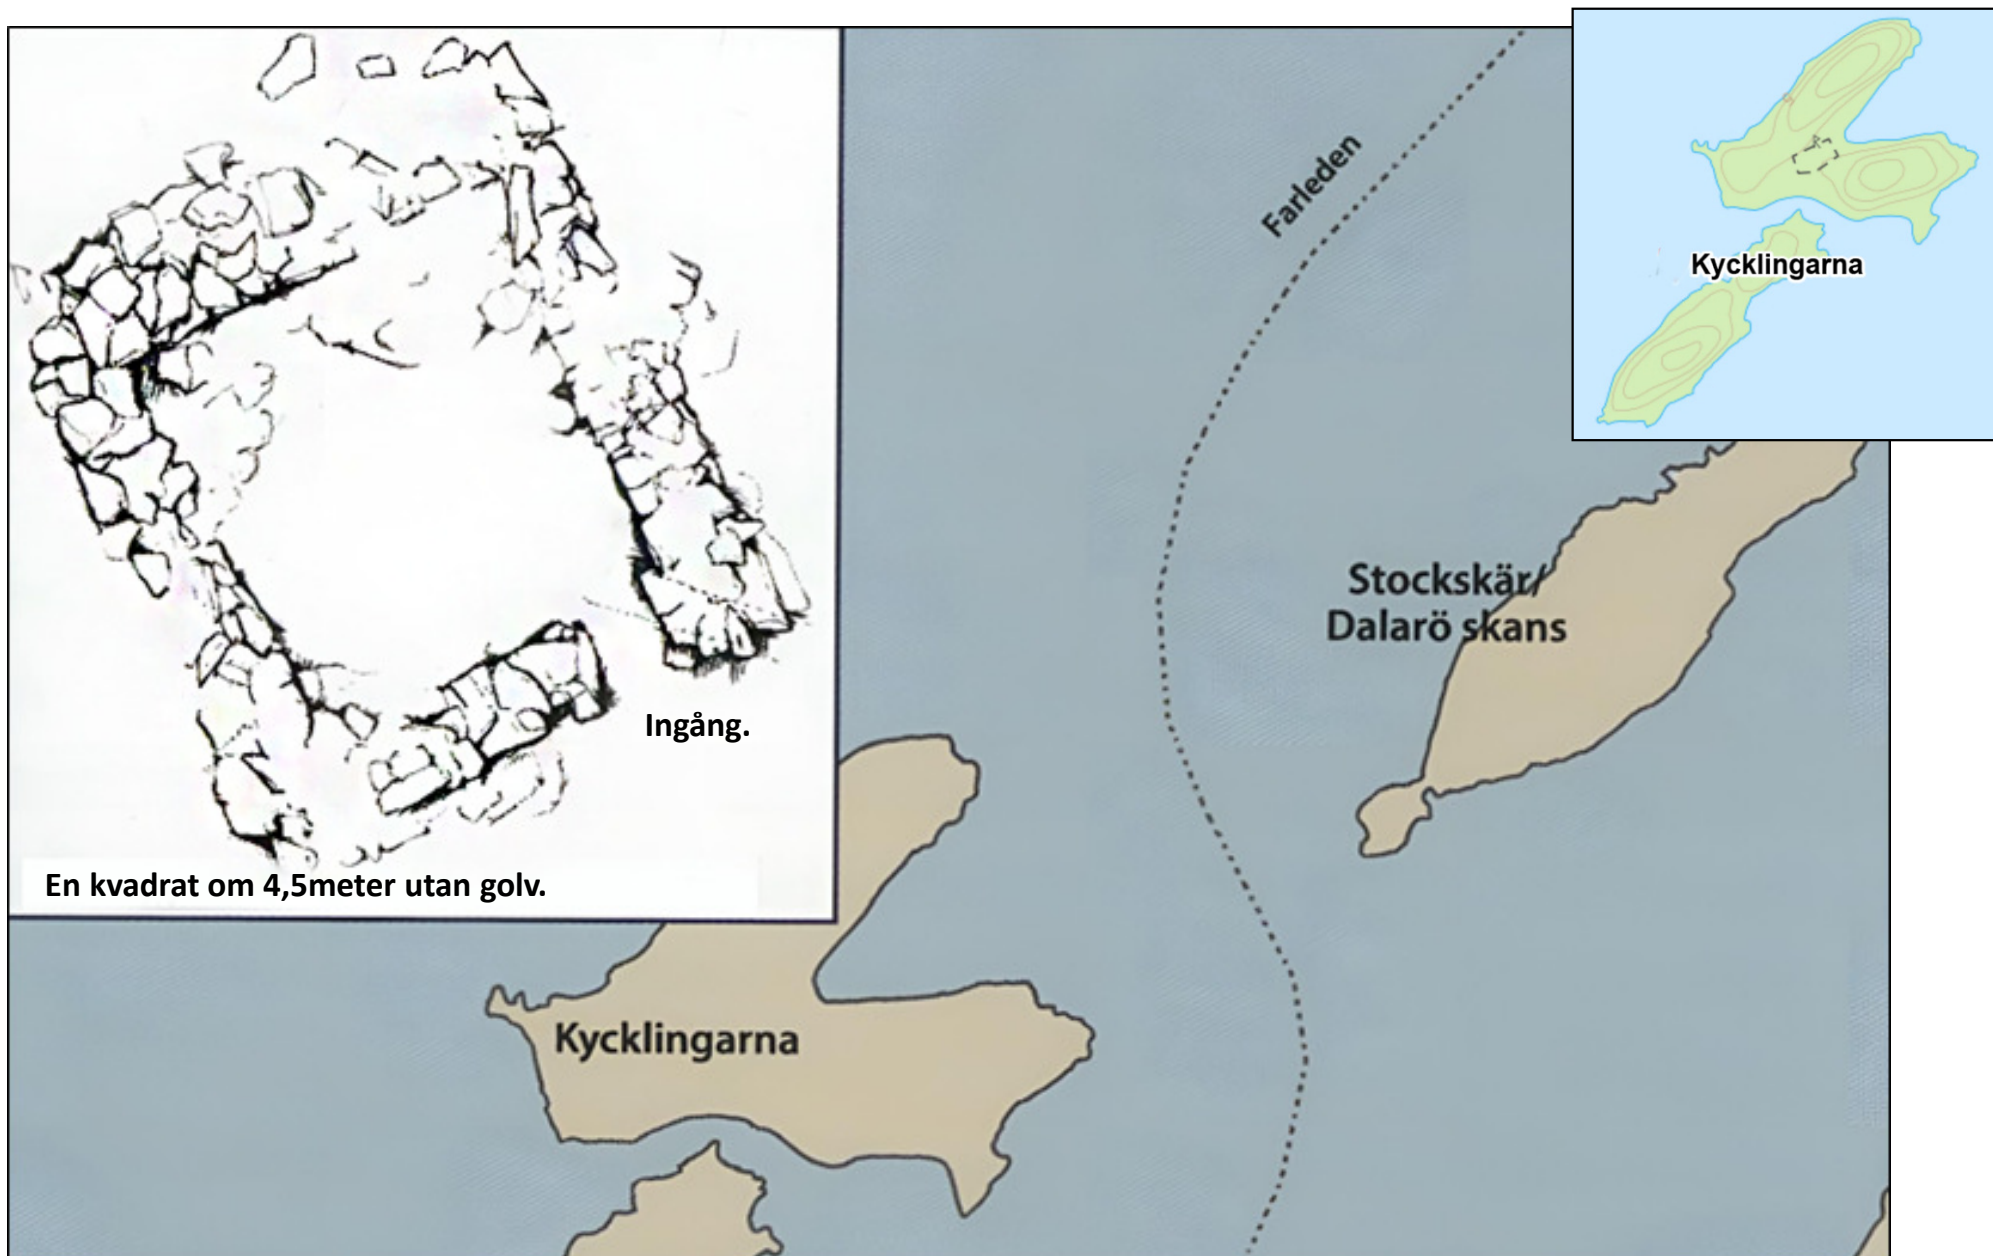 Farleden
Kycklingarna
Stockskär/
Dalarö skans
Ingång.
En kvadrat om 4,5meter utan golv.
Kycklingarna